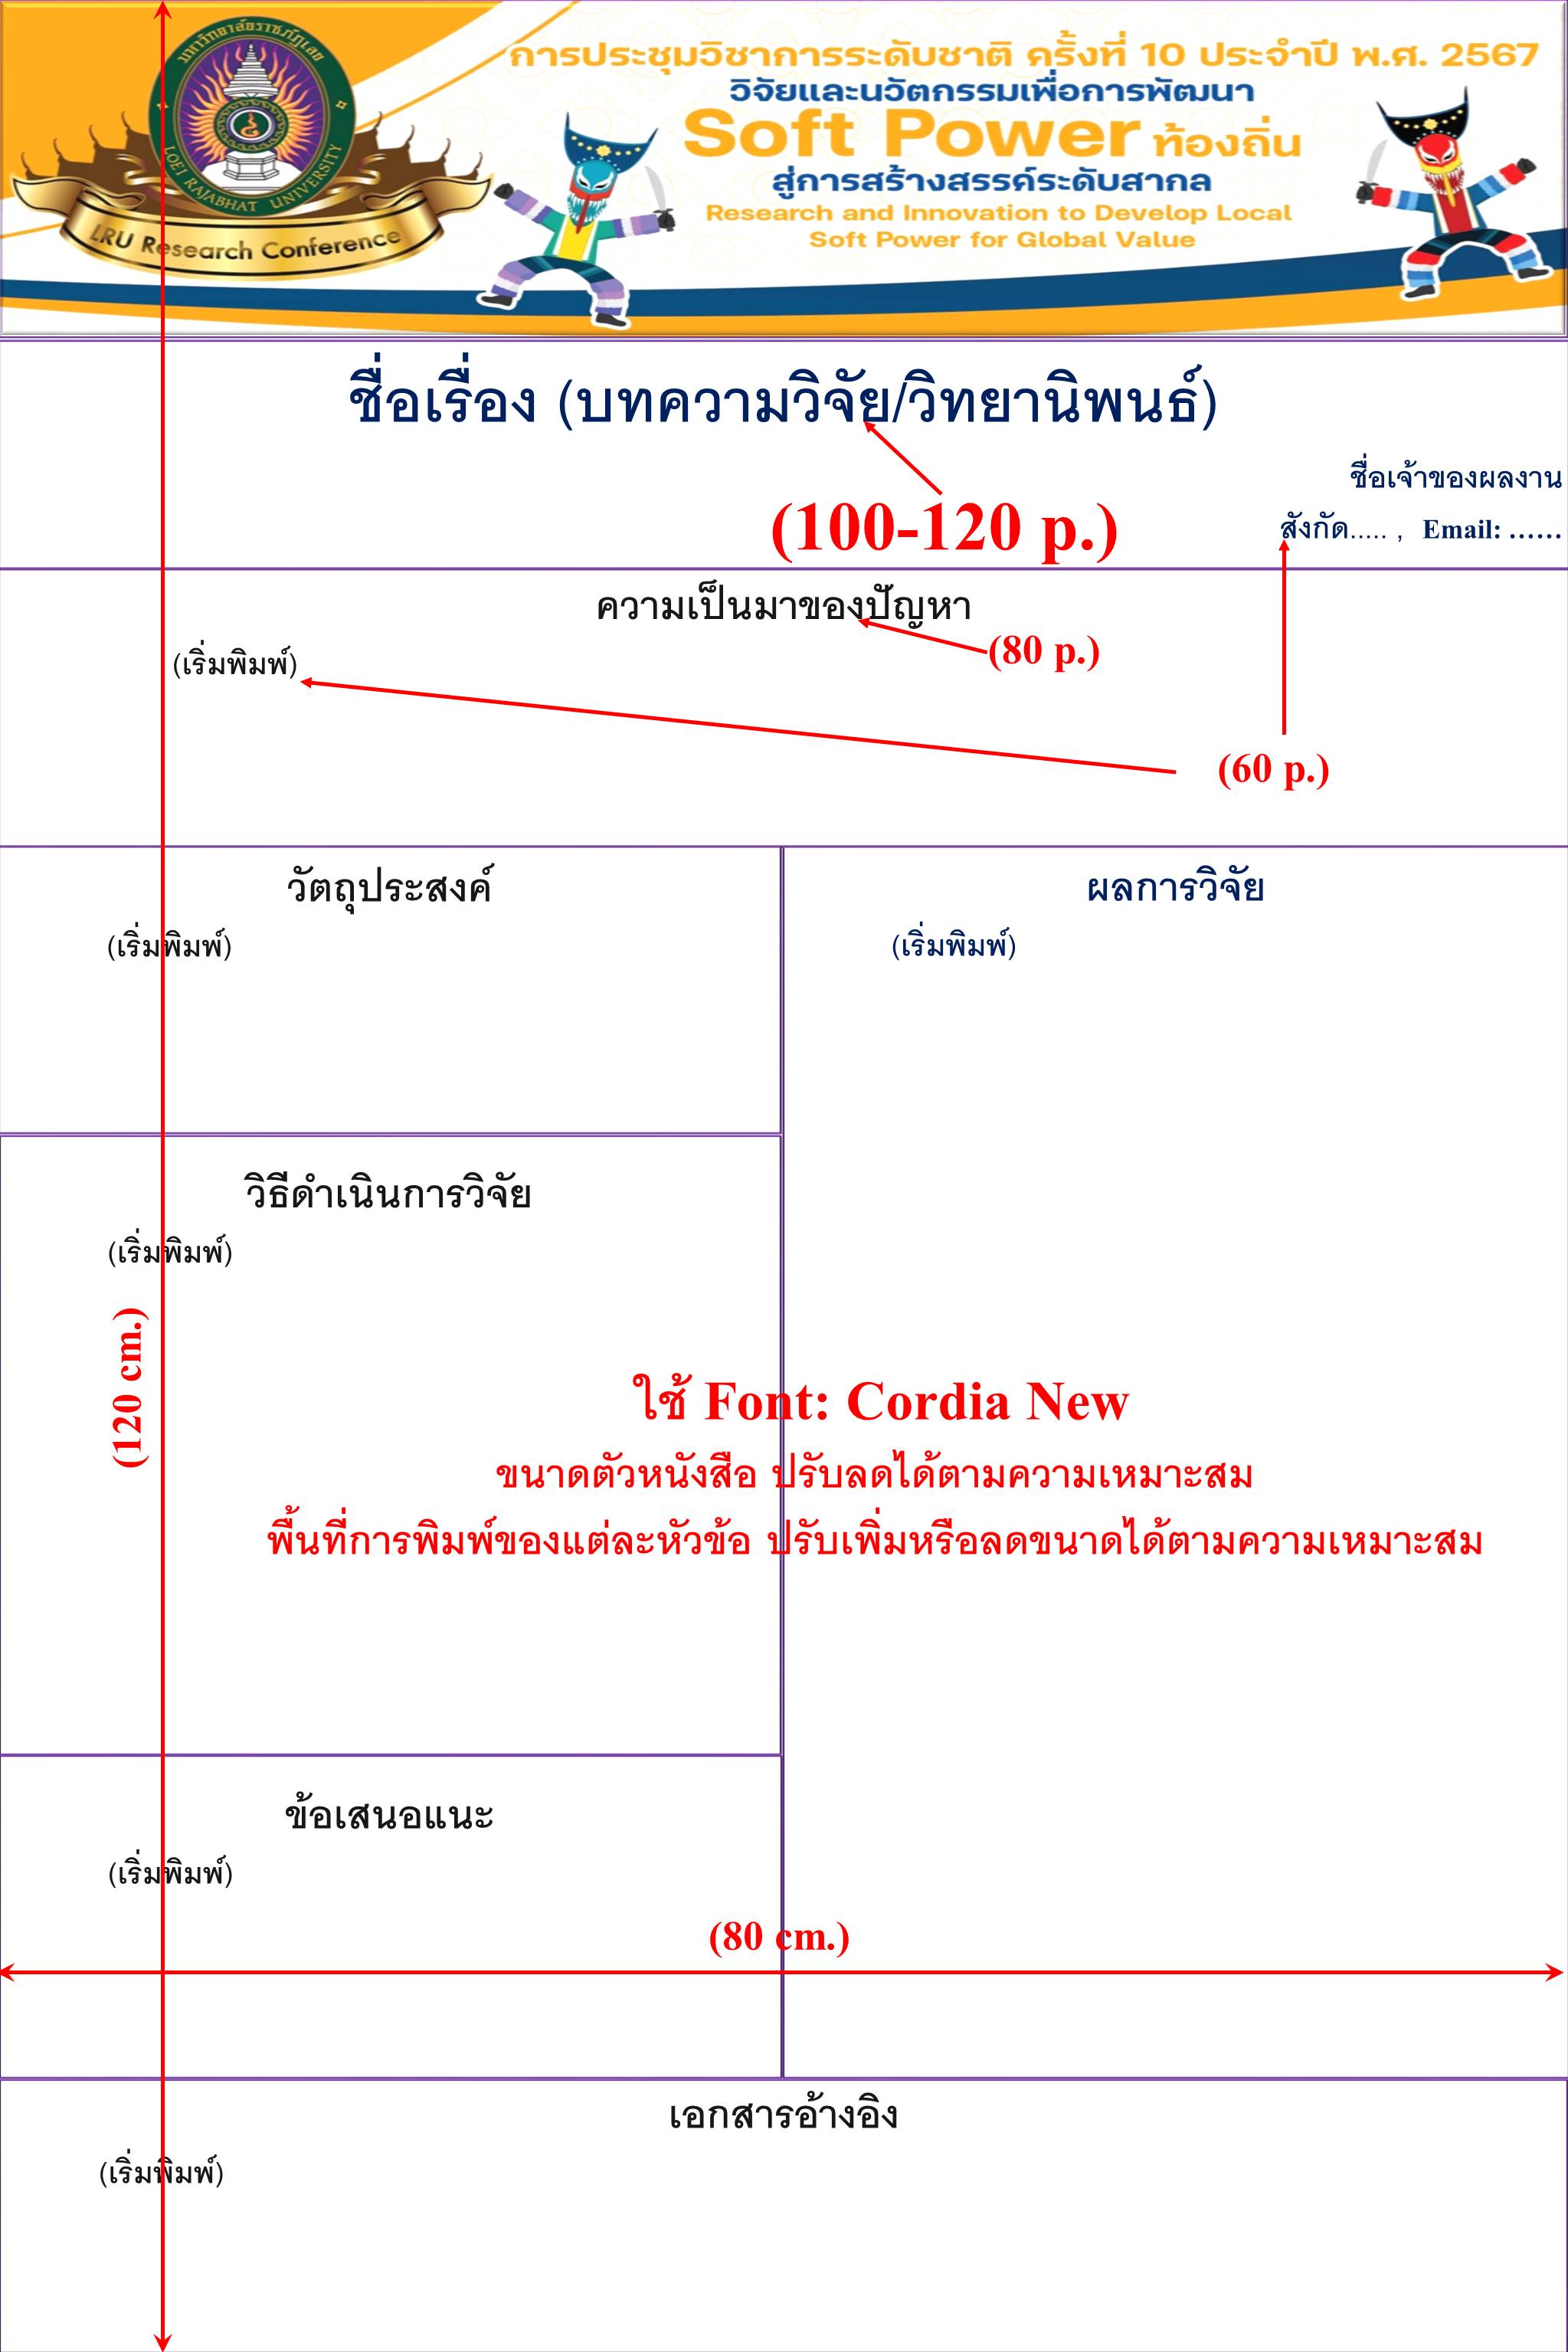 มหาวิทยาลัยราชภัฏเลย
LOEI RAJABHAT UNIVERSITY
LRU Research Conference
การประชุมวิชาการระดับชาติ ครั้งที่ 10 ประจำปี พ.ศ. 2567
วิจัยและนวัตกรรมเพื่อการพัฒนา
Soft Power ท้องถิ่น
สู่การสร้างสรรค์ระดับสากล
Research and Innovation to Develop Local
Soft Power for Global Value
ชื่อเรื่อง (บทความวิจัย/วิทยานิพนธ์)
(100-120 p.)
ชื่อเจ้าของผลงาน
สังกัด..... , Email: ......
ความเป็นมาของปัญหา
(80 p.)
(เริ่มพิมพ์)
(60 p.)
วัตถุประสงค์
(เริ่มพิมพ์)
ผลการวิจัย
(เริ่มพิมพ์)
วิธีดำเนินการวิจัย
(เริ่มพิมพ์)
(120 cm.)
ใช้ Font: Cordia New
ขนาดตัวหนังสือ ปรับลดได้ตามความเหมาะสม
พื้นที่การพิมพ์ของแต่ละหัวข้อ ปรับเพิ่มหรือลดขนาดได้ตามความเหมาะสม
ข้อเสนอแนะ
(เริ่มพิมพ์)
(80 cm.)
เอกสารอ้างอิง
(เริ่มพิมพ์)